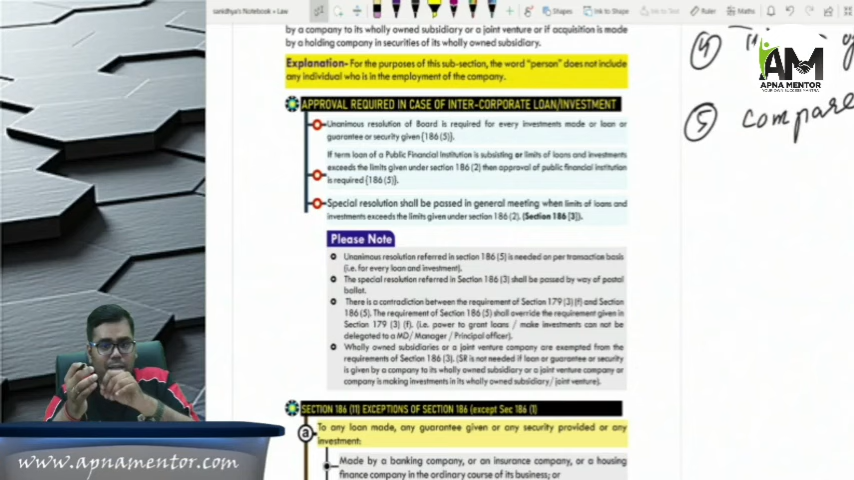 sanidhya's Notebook » Law
Shapes
Ink to Shape
Ink to Text
Ruler
Maths
by a company to its wholly owned subsidiary or a joint venture or if acquisition is made
by a holding company in securities of its wholly owned subsidiary.
Explanation- For the purposes of this sub-section, the word "person" does not include
any individual who is in the employment of the company.
APPROVAL REQUIRED IN CASE OF INTER-CORPORATE LOAN/INVESTMENT
Unanimous resolution of Board is required for every investments made or loan or
guarantee or security given {186 (5)}.
If term loan of a Public Financial Institution is subsisting or limits of loans and investments
exceeds the limits given under section 186 (2) then approval of public financial institution
is required {186 (5)}.
Special resolution shall be passed in general meeting when limits of loans and
investments exceeds the limits given under section 186 (2). (Section 186 [3]).
Please Note
Unanimous resolution referred in section 186 (5) is needed on per transaction basis
(i.e. for every loan and investment).
The special resolution referred in Section 186 (3) shall be passed by way of postal
ballot.
There is a contradiction between the requirement of Section 179 (3) (f) and Section
186 (5). The requirement of Section 186 (5) shall override the requirement given in
Section 179 (3) (f). (i.e. power to grant loans / make investments can not be
delegated to a MD/ Manager / Principal officer).
Wholly owned subsidiaries or a joint venture company are exempted from the
requirements of Section 186 (3). (SR is not needed if loan or guarantee or security
is given by a company to its wholly owned subsidiary or a joint venture company or
company is making investments in its wholly owned subsidiary / joint venture).
SECTION 186 (11) EXCEPTIONS OF SECTION 186 (except Sec 186 (1)
a To any loan made, any guarantee given or any security provided or any
investment:
Made by a banking company, or an insurance company, or a housing
finance company in the ordinary course of its business; or
4
AM
APNA MENTOR
YOUR OWN SUCCESS MANTRA
5 compare
www.apnamentor.com